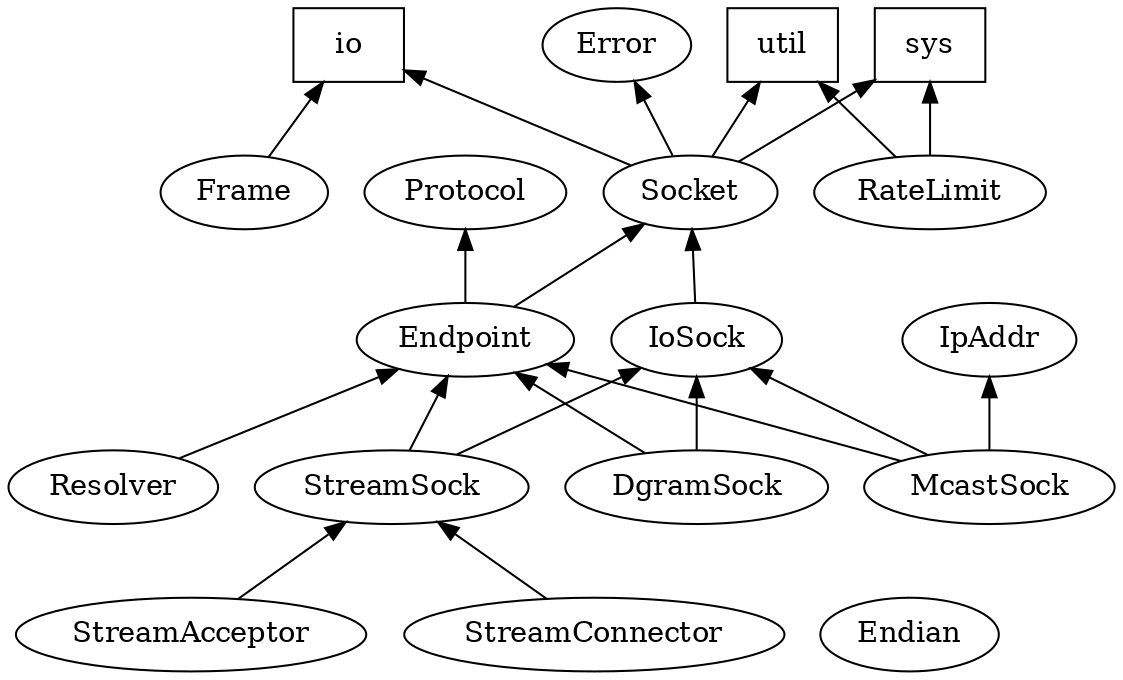 io
Error
util
sys
Frame
Protocol
Socket
RateLimit
Endpoint
IoSock
IpAddr
Resolver
StreamSock
DgramSock
McastSock
StreamAcceptor
StreamConnector
Endian